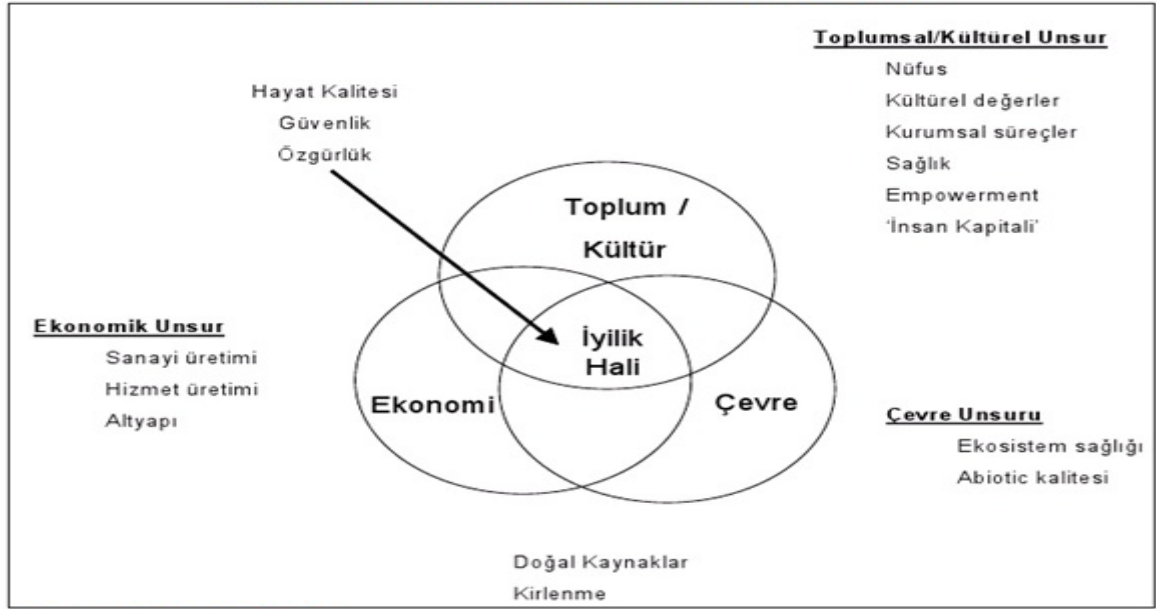 Toplumsal/Kültürel Unsur
Nüfus
Kültürel değerler
Kurumsal süreçler
Sağlık
Empowerment
‘İnsan Kapitali’
Hayat Kalitesi
Güvenlik
Özgürlük
Toplum /
Kültür
İyilik
Hali
Ekonomi
Çevre
Ekonomik Unsur
Sanayi üretimi
Hizmet üretimi
Altyapı
Çevre Unsuru
Ekosistem sağlığı
Abiotic kalitesi
Doğal Kaynaklar
Kirlenme